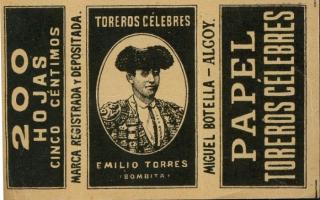 200
HOJAS
CINCO CÉNTIMOS
MARCA REGISTRADA Y DEPOSITADA.
TOREROS CÉLEBRES
EMILIO TORRES
(BOMBITA)
MIGUEL BOTELLA - ALCOY.
PAPEL
TOREROS CÉLEBRES